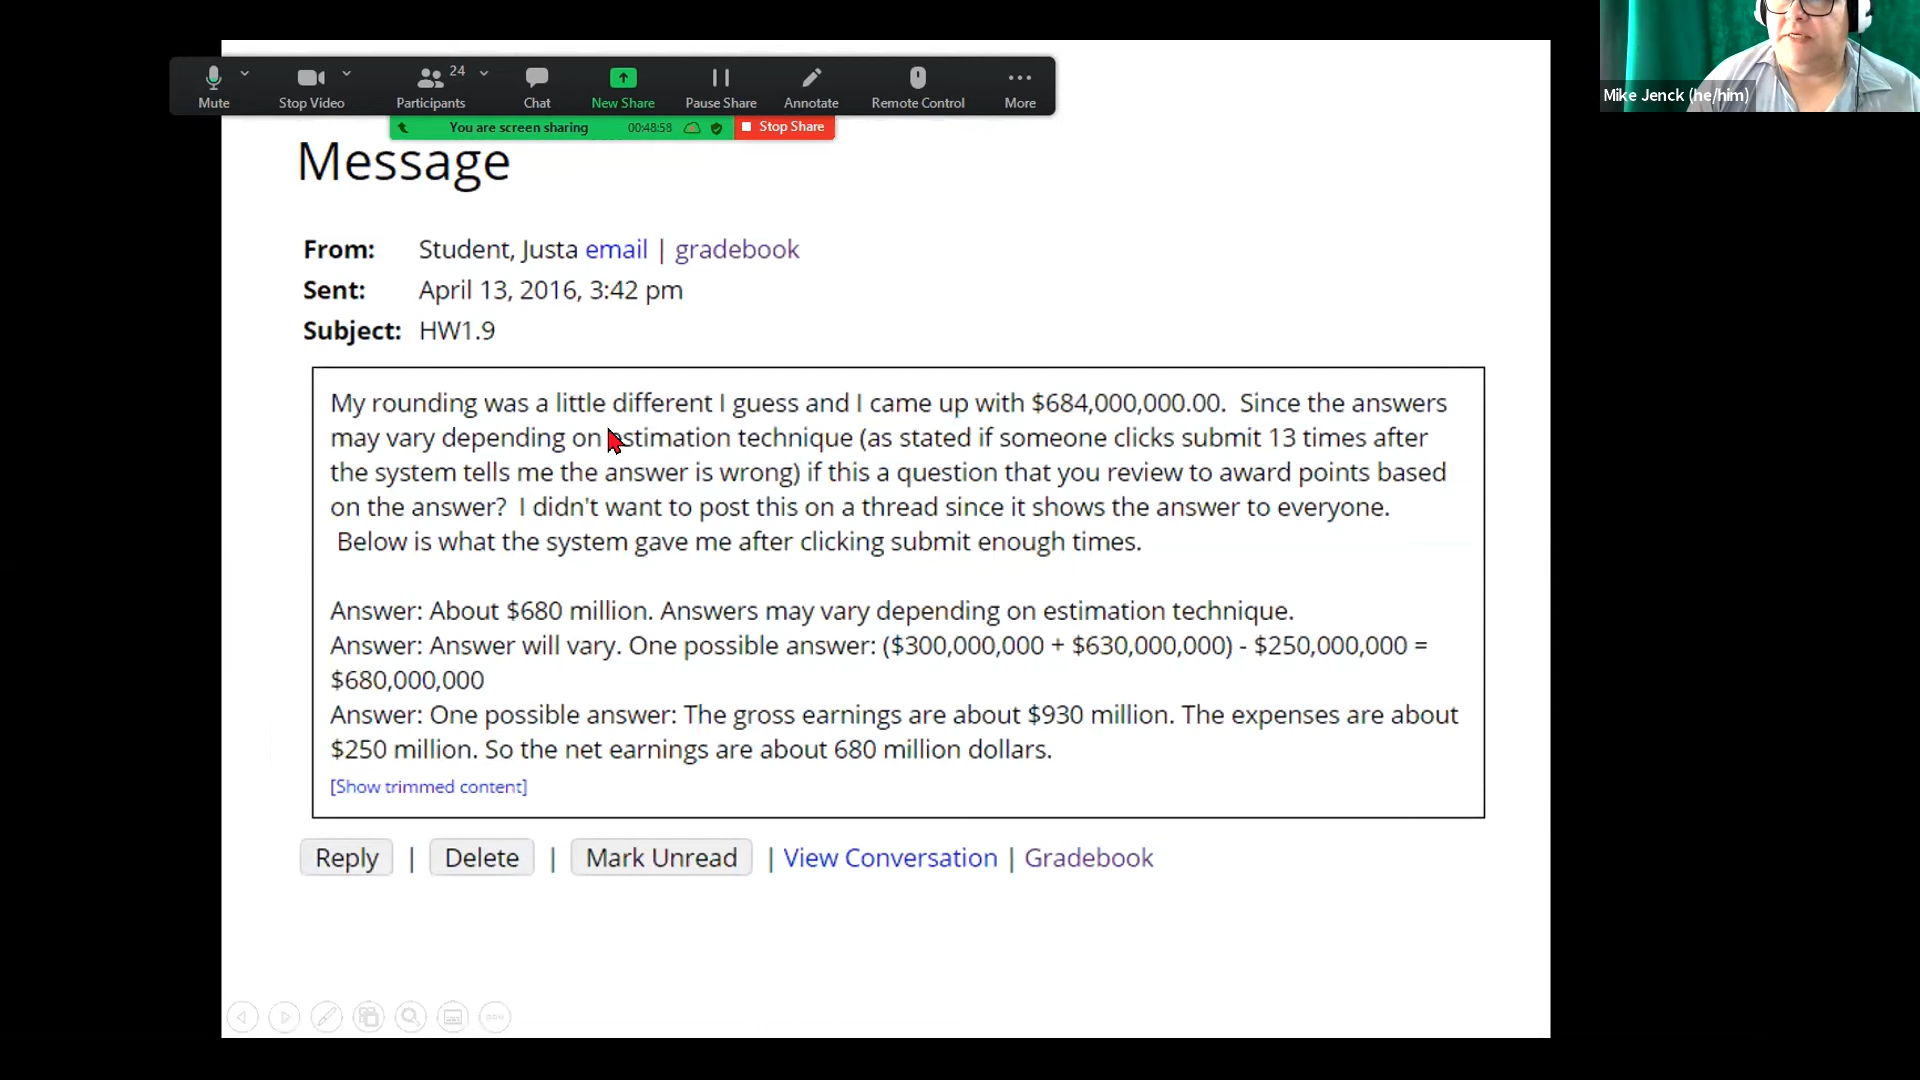 24
Mute
Stop Video
Participants
Chat
New Share
Pause Share
Annotate
Remote Control
More
You are screen sharing 00:48:58 Stop Share
Mike Jenck (he/him)
Message
From: Student, Justa email | gradebook
Sent: April 13, 2016, 3:42 pm
Subject: HW1.9
My rounding was a little different I guess and I came up with $684,000,000.00. Since the answers
may vary depending on estimation technique (as stated if someone clicks submit 13 times after
the system tells me the answer is wrong) if this a question that you review to award points based
on the answer? I didn't want to post this on a thread since it shows the answer to everyone.
Below is what the system gave me after clicking submit enough times.
Answer: About $680 million. Answers may vary depending on estimation technique.
Answer: Answer will vary. One possible answer: ($300,000,000 + $630,000,000) - $250,000,000 =
$680,000,000
Answer: One possible answer: The gross earnings are about $930 million. The expenses are about
$250 million. So the net earnings are about 680 million dollars.
[Show trimmed content]
Reply | Delete | Mark Unread | View Conversation | Gradebook